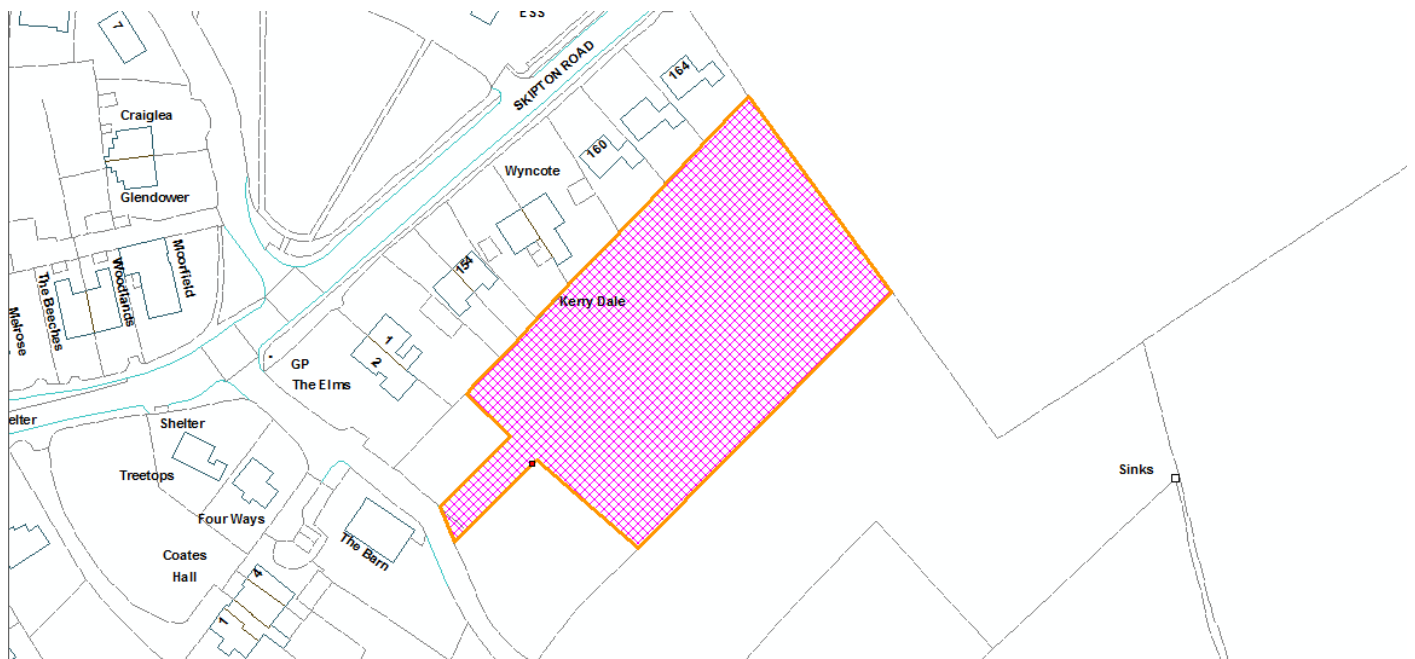 7
ESS
SKIPTON ROAD
164
Craiglea
160
Wyncote
Glendower
Moorfield
Woodlands
The Beeches
Melrose
154
Kerry Dale
1
2
GP
The Elms
elter
Shelter
Treetops
Sinks
Four Ways
The Barn
Coates
Hall
4
1